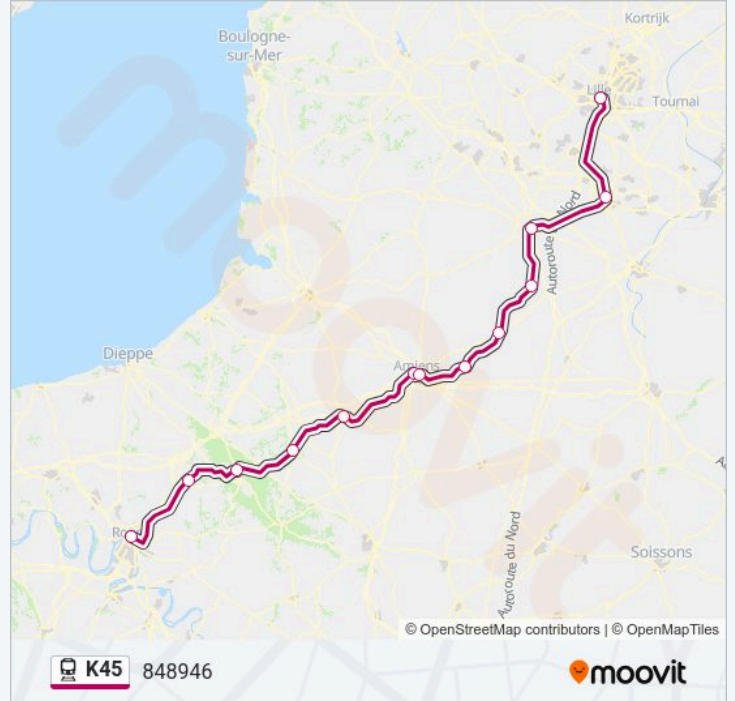 Kortrijk
Boulogne-
sur-Mer
Lille
Tournai
Nord
Autoroute
Dieppe
Amiens
Autoroute du Nord
Soissons
© OpenStreetMap contributors | © OpenMapTiles
K45 848946 moovit
moovit